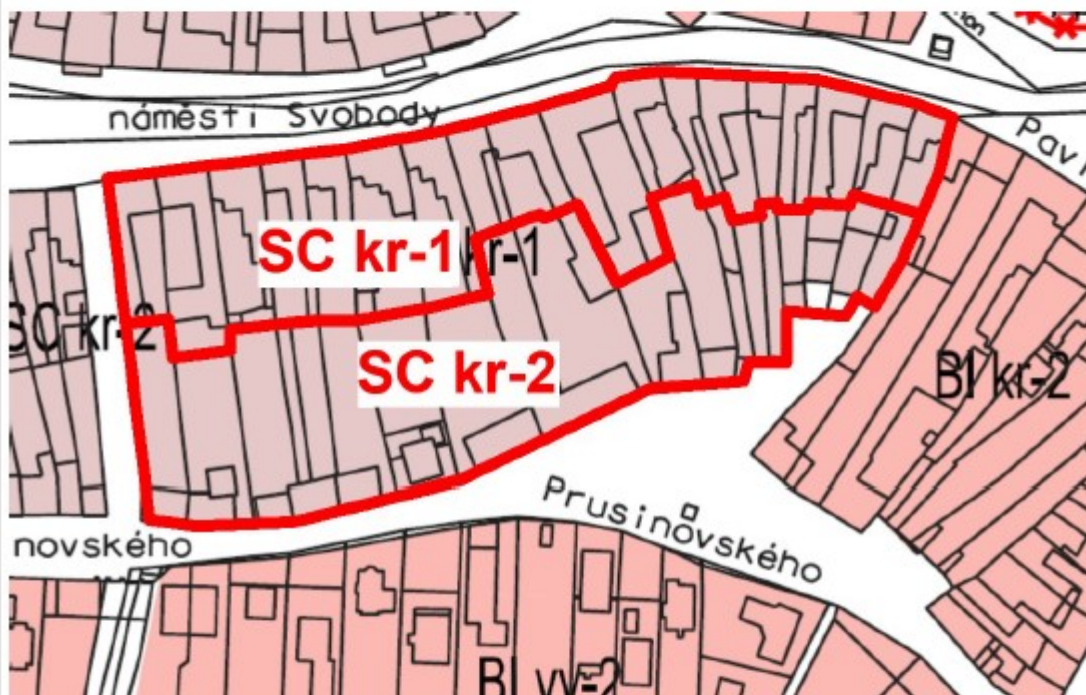 náměstí Svobody
SC kr-1
kr-1
SC kr-2
SC kr-2
BI kr-2
Prusinovského
novského
BI vv-2